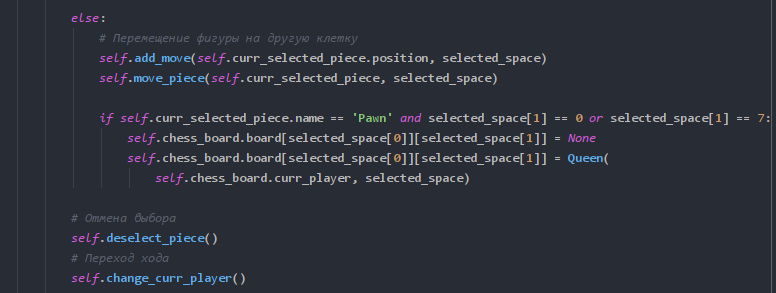 else:
# Перемещение фигуры на другую клетку
self.add_move(self.curr_selected_piece.position, selected_space)
self.move_piece(self.curr_selected_piece, selected_space)
if self.curr_selected_piece.name == 'Pawn' and selected_space[1] == 0 or selected_space[1] == 7:
self.chess_board.board[selected_space[0]][selected_space[1]] = None
self.chess_board.board[selected_space[0]][selected_space[1]] = Queen(
self.chess_board.curr_player, selected_space)
# Отмена выбора
self.deselect_piece()
# Переход хода
self.change_curr_player()